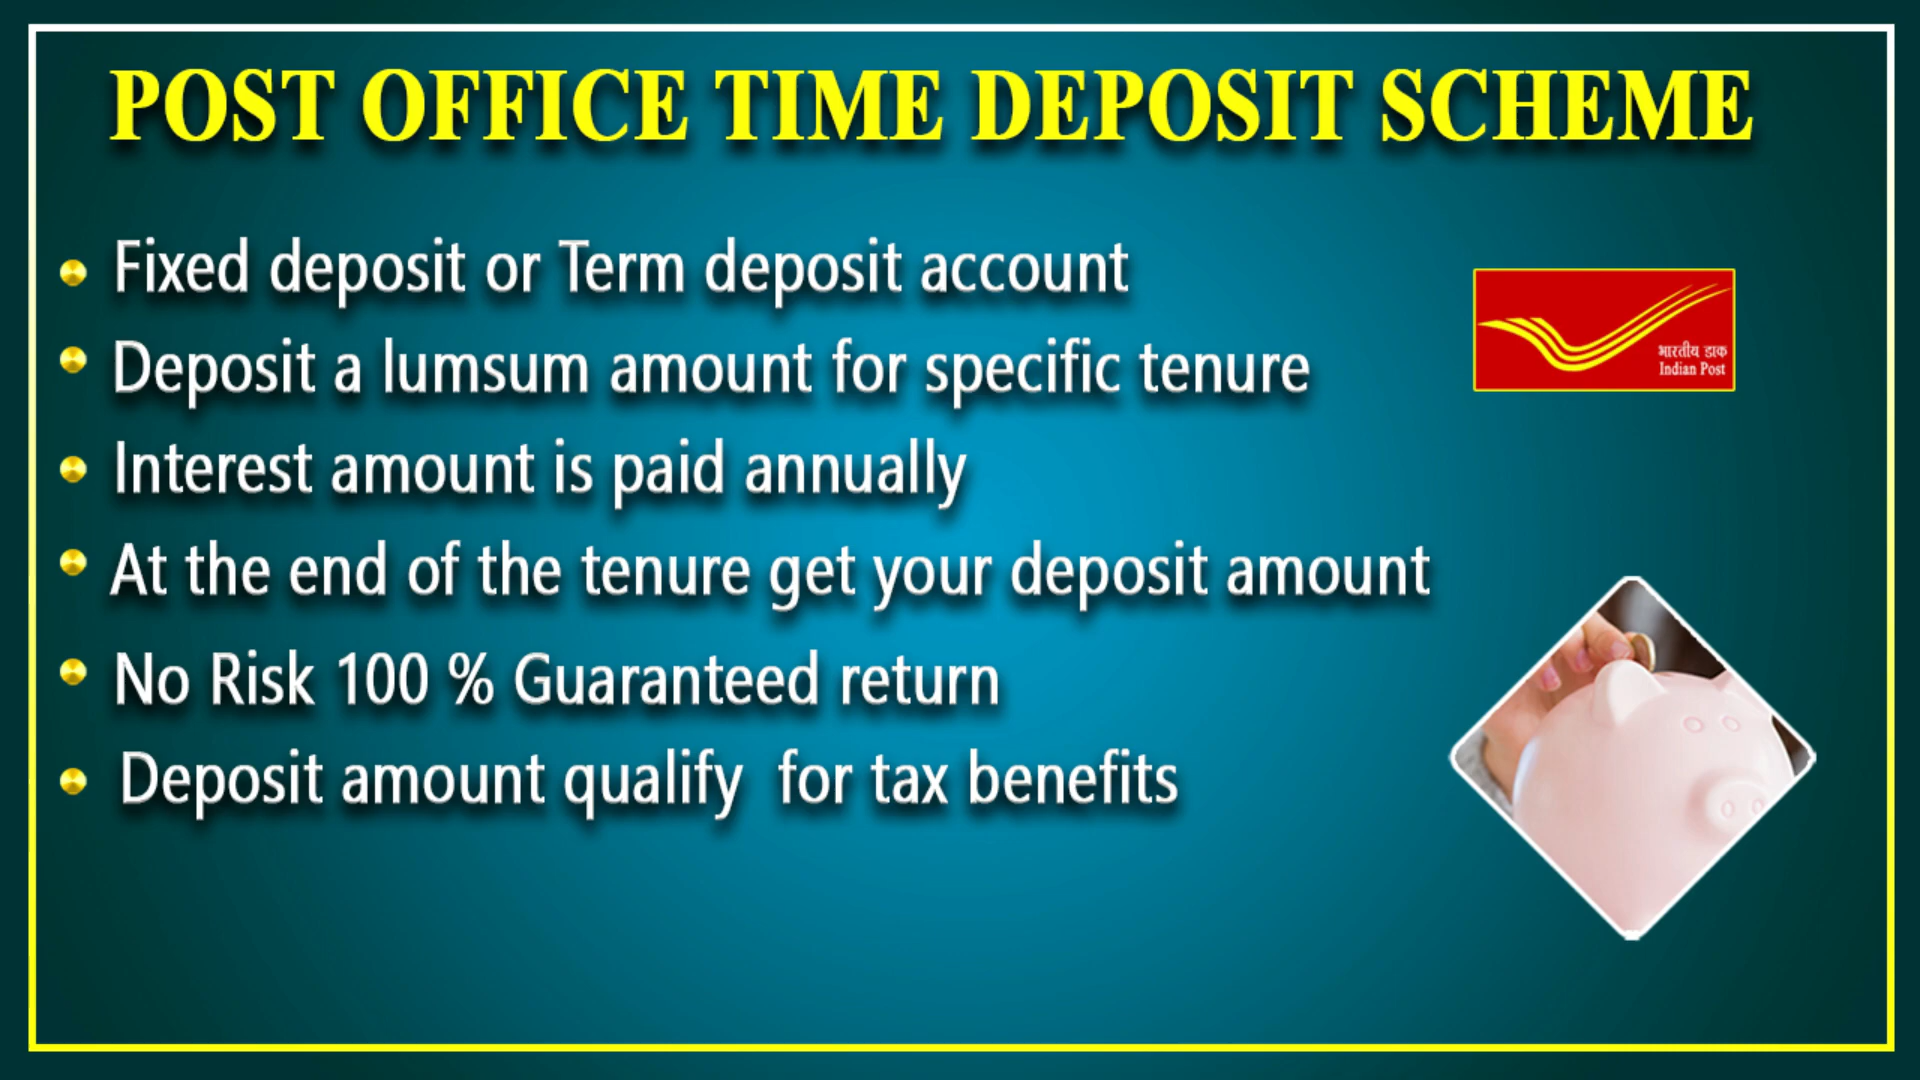 POST OFFICE TIME DEPOSIT SCHEME
Fixed deposit or Term deposit account
Deposit a lumsum amount for specific tenure
Interest amount is paid annually
At the end of the tenure get your deposit amount
No Risk 100 % Guaranteed return
Deposit amount qualify for tax benefits
भारतीय डाक
Indian Post